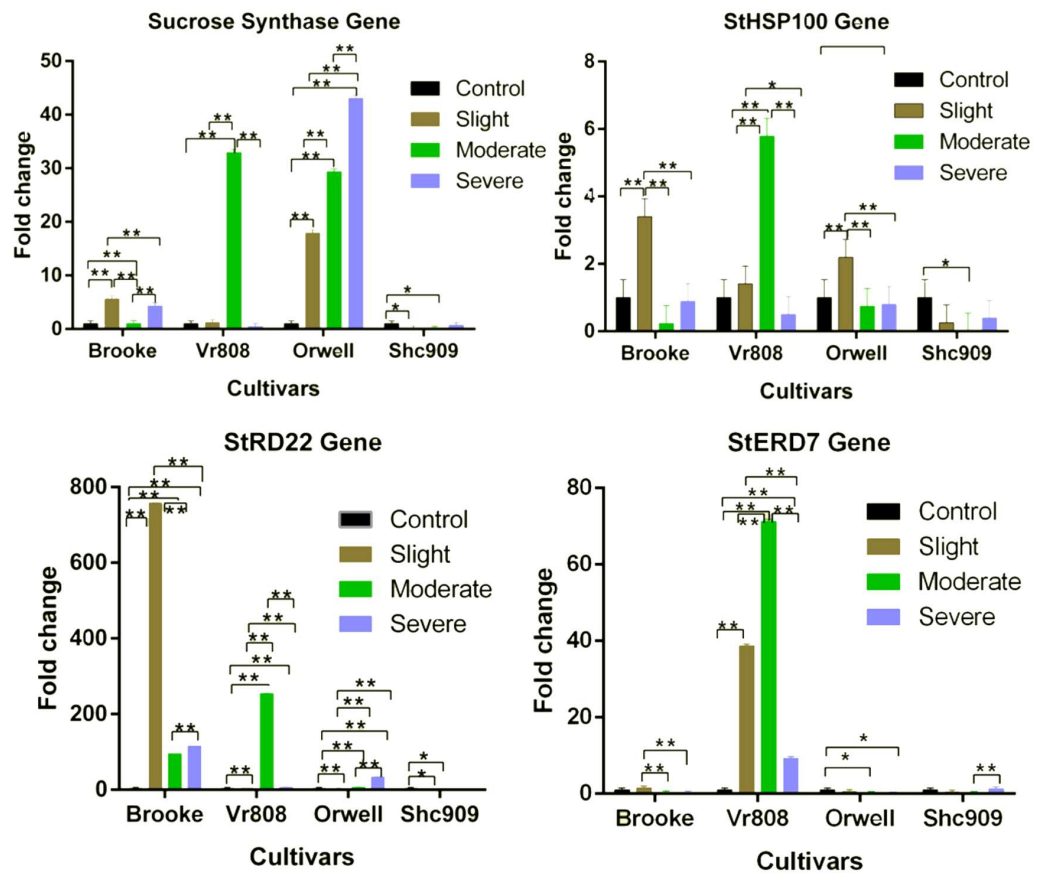 Sucrose Synthase Gene
Fold change
50
40
30
20
10
0
** ** ** ** ** **
** ** **
** ** ** ** ** **
* *
Control
Slight
Moderate
Severe
Brooke Vr808 Orwell Shc909
Cultivars
StHSP100 Gene
Fold change
8
6
4
2
0
** ** **
* ** ** **
** ** **
*
Control
Slight
Moderate
Severe
Brooke Vr808 Orwell Shc909
Cultivars
StRD22 Gene
Fold change
800
600
400
200
0
** ** ** ** ** **
** ** ** ** ** **
** ** ** ** ** **
* *
Control
Slight
Moderate
Severe
Brooke Vr808 Orwell Shc909
Cultivars
StERD7 Gene
Fold change
80
60
40
20
0
** **
** ** ** ** ** **
* *
**
Control
Slight
Moderate
Severe
Brooke Vr808 Orwell Shc909
Cultivars